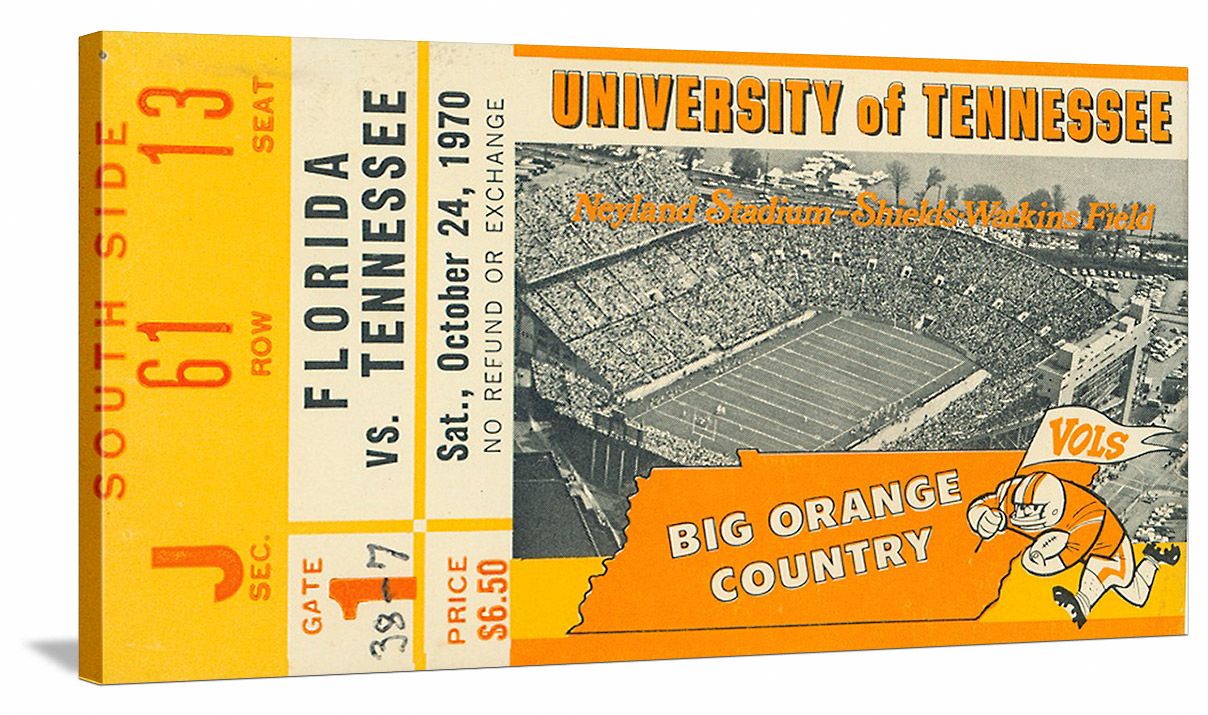 SOUTH SIDE
J
SEC.
61
ROW
13
SEAT
FLORIDA
vs. TENNESSEE
Sat., October 24, 1970
NO REFUND OR EXCHANGE
GATE
1
38-7
PRICE
$6.50
UNIVERSITY of TENNESSEE
Neyland Stadium-Shields-Watkins Field
VOLS
BIG ORANGE
COUNTRY